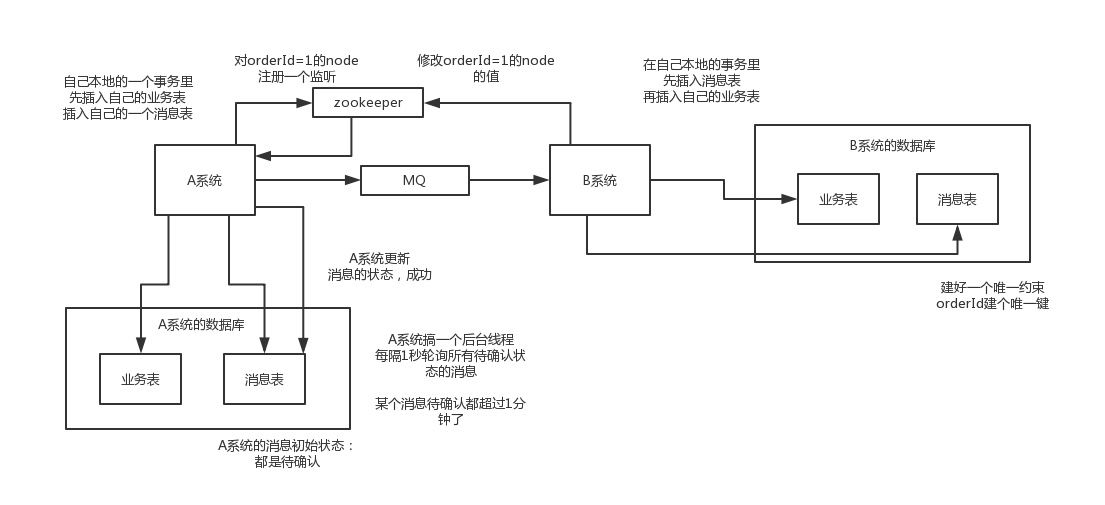 对orderId=1的node
注册一个监听
修改orderId=1的node
的值
自己本地的一个事务里
先插入自己的业务表
插入自己的一个消息表
在自己本地的事务里
先插入消息表
再插入自己的业务表
zookeeper
A系统
MQ
B系统
B系统的数据库
业务表
消息表
A系统更新
消息的状态，成功
建好一个唯一约束
orderId建个唯一键
A系统的数据库
业务表
消息表
A系统搞一个后台线程
每隔1秒轮询所有待确认状
态的消息
某个消息待确认都超过1分
钟了
A系统的消息初始状态：
都是待确认